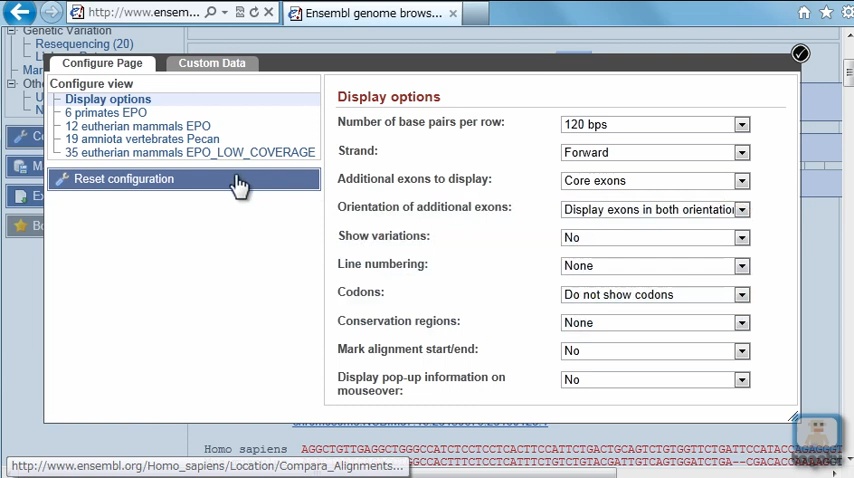 http://www.ensem...
Ensembl genome brows...
Genetic Variation
Resequencing (20)
Configure Page
Custom Data
Configure view
Display options
6 primates EPO
12 eutherian mammals EPO
19 amniota vertebrates Pecan
35 eutherian mammals EPO_LOW_COVERAGE
Reset configuration
Display options
Number of base pairs per row: 120 bps
Strand: Forward
Additional exons to display: Core exons
Orientation of additional exons: Display exons in both orientation
Show variations: No
Line numbering: None
Codons: Do not show codons
Conservation regions: None
Mark alignment start/end: No
Display pop-up information on mouseover: No
Homo sapiens
http://www.ensembl.org/Homo_sapiens/Location/Compara_Alignments...